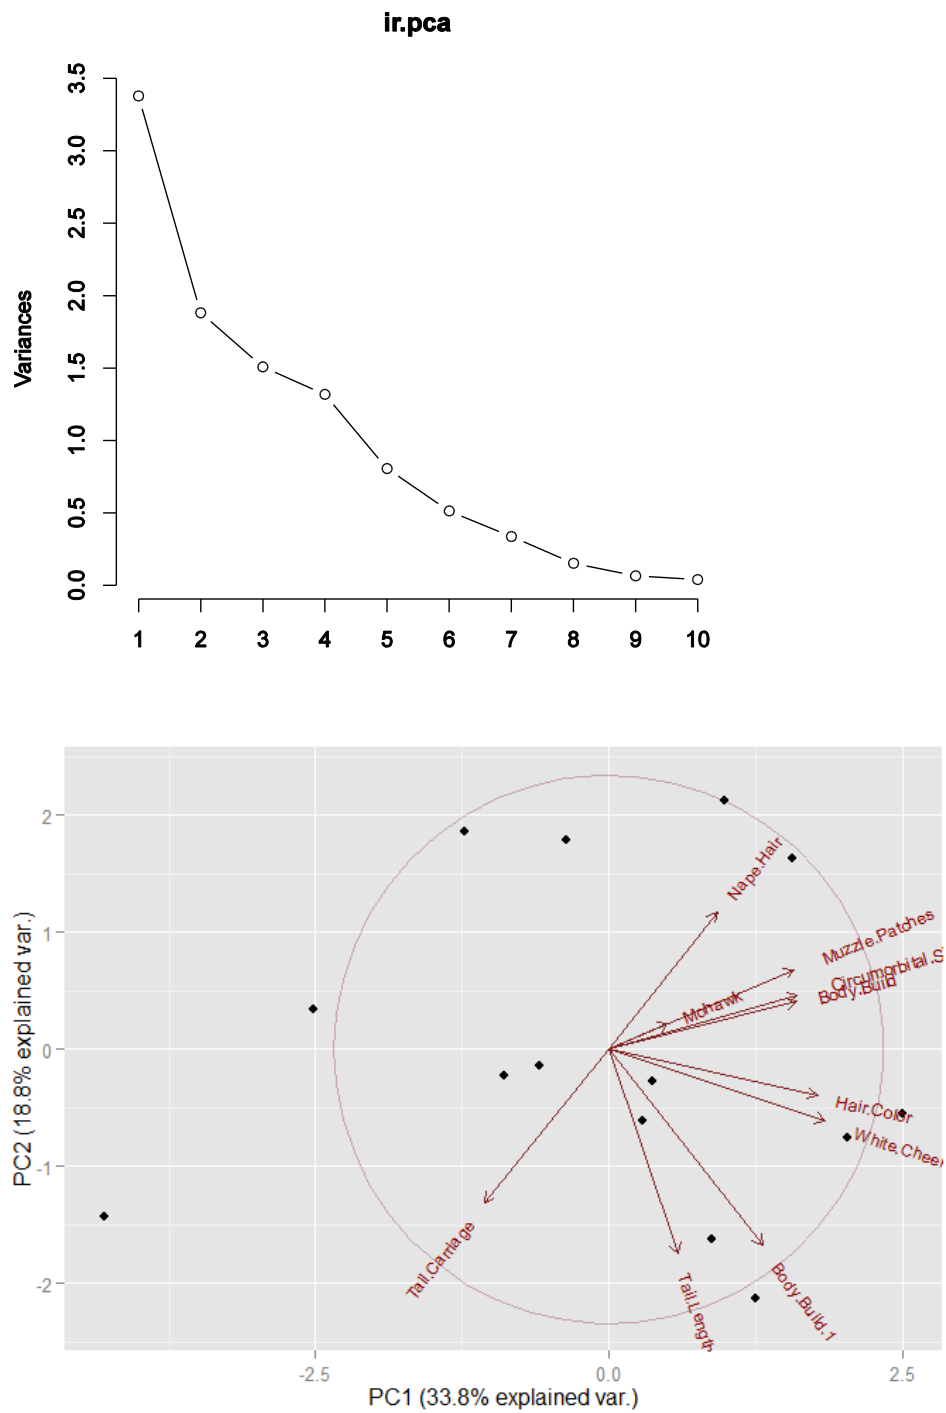 ir.pca
Variances
3.5
3.0
2.5
2.0
1.5
1.0
0.5
0.0
1 2 3 4 5 6 7 8 9 10
PC2 (18.8% explained var.)
2
1
0
-1
-2
Nape.Hair
Muzzle.Patches
Circumorbital.S
Body.Build
Mohawk
Hair.Color
White.Chee
Tail.Carriage
Tail.Length
Body.Build.1
-2.5 0.0 2.5
PC1 (33.8% explained var.)